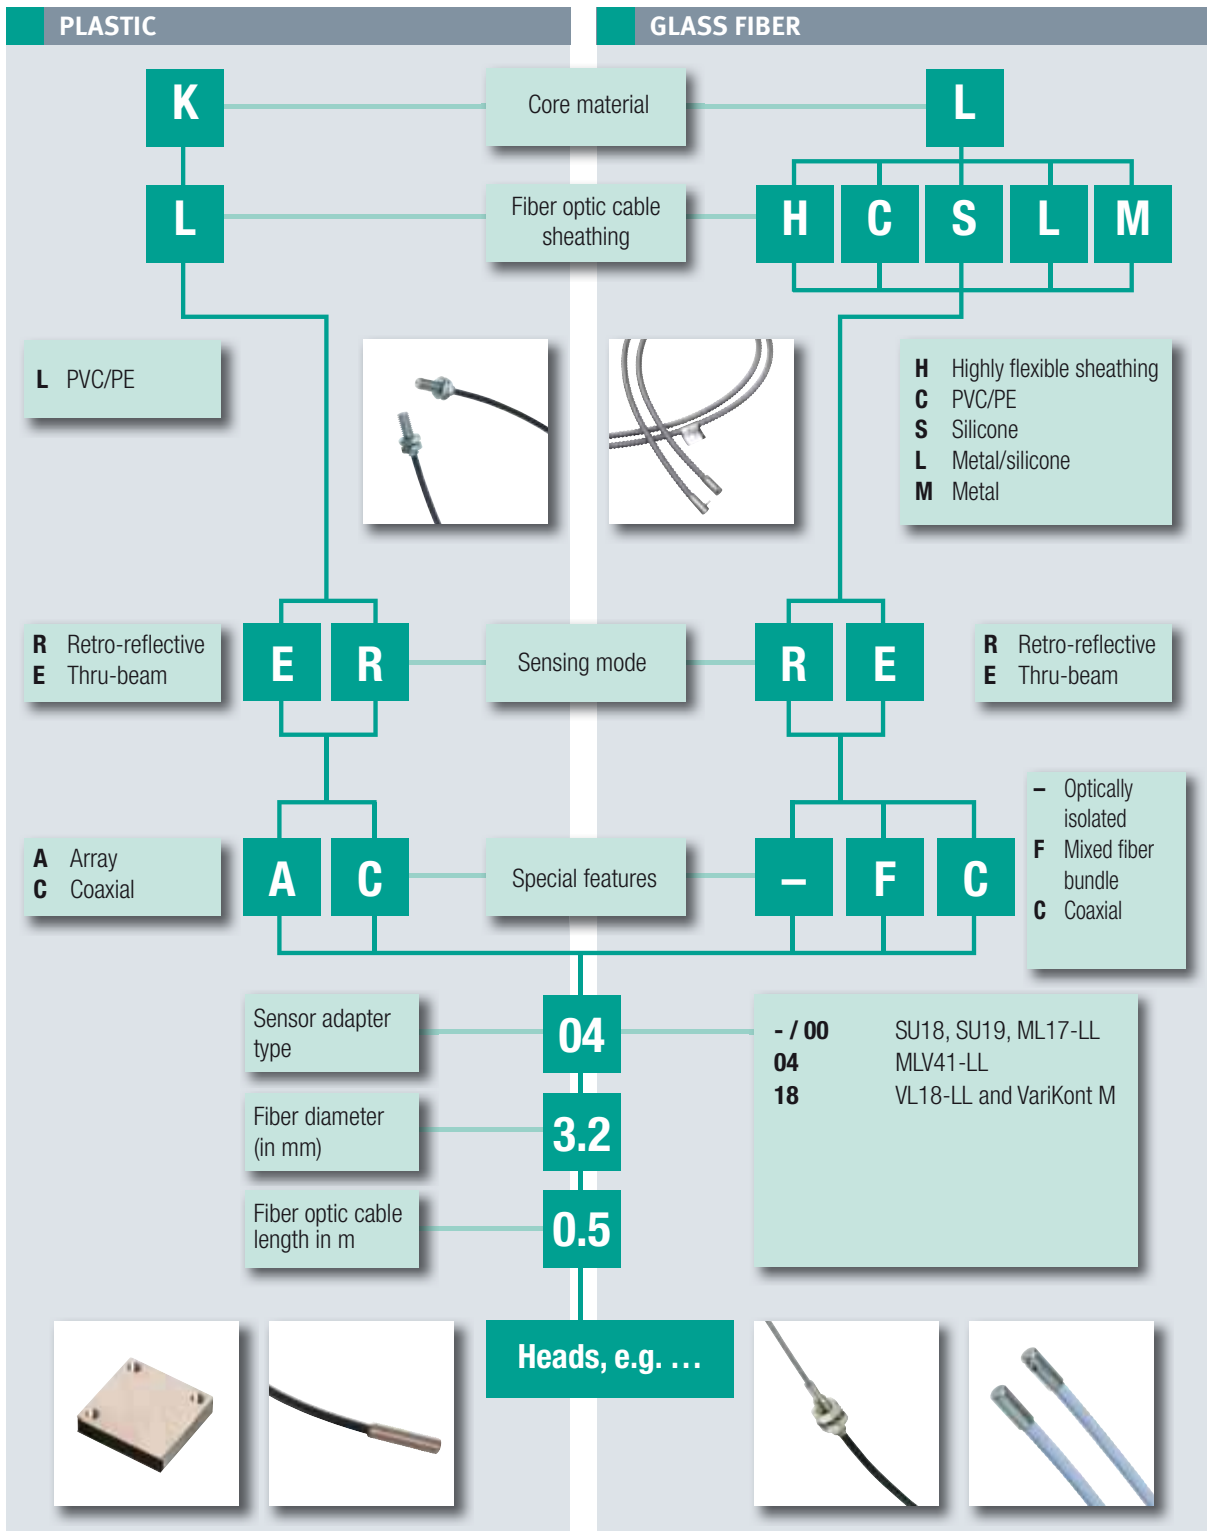 PLASTIC
GLASS FIBER
K
Core material
L
L
Fiber optic cable
sheathing
H C S L M
L PVC/PE
H Highly flexible sheathing
C PVC/PE
S Silicone
L Metal/silicone
M Metal
R Retro-reflective
E Thru-beam
E R
Sensing mode
R E
R Retro-reflective
E Thru-beam
A Array
C Coaxial
A C
Special features
– F C
– Optically
isolated
F Mixed fiber
bundle
C Coaxial
Sensor adapter
type
04
- / 00 SU18, SU19, ML17-LL
04 MLV41-LL
18 VL18-LL and VariKont M
Fiber diameter
(in mm)
3.2
Fiber optic cable
length in m
0.5
Heads, e.g. ...